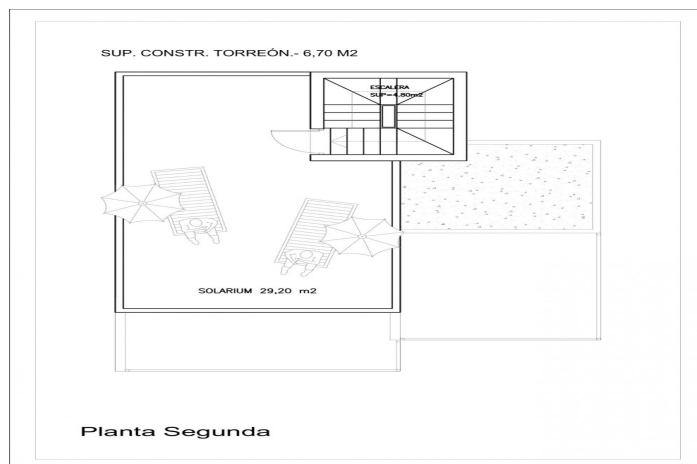 SUP. CONSTR. TORREÓN.- 6,70 M2
ESCALERA
SUP=4.80m2
SOLARIUM 29,20 m2
Planta Segunda